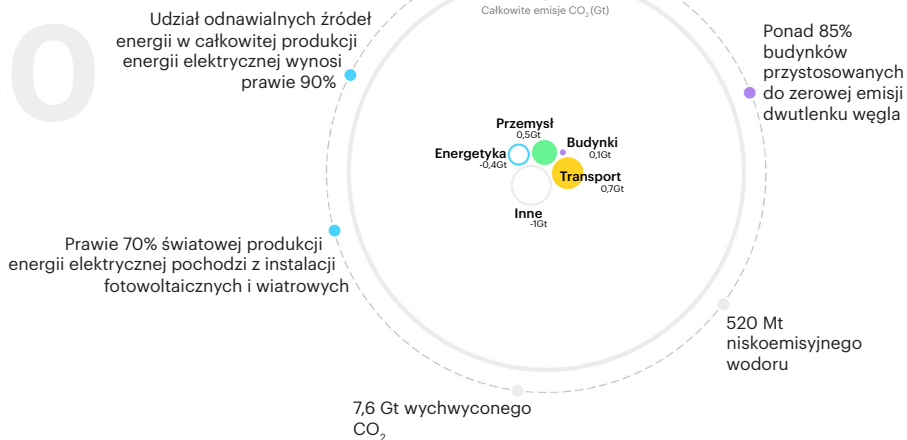 Całkowite emisje CO₂(Gt)
Udział odnawialnych źródeł
energii w całkowitej produkcji
energii elektrycznej wynosi
prawie 90%
Ponad 85%
budynków
przystosowanych
do zerowej emisji
dwutlenku węgla
Przemysł
0,5Gt
Budynki
0,1Gt
Energetyka
-0,4Gt
Transport
0,7Gt
Inne
-1Gt
Prawie 70% światowej produkcji
energii elektrycznej pochodzi z instalacji
fotowoltaicznych i wiatrowych
520 Mt
niskoemisyjnego
wodoru
7,6 Gt wychwyconego
CO₂